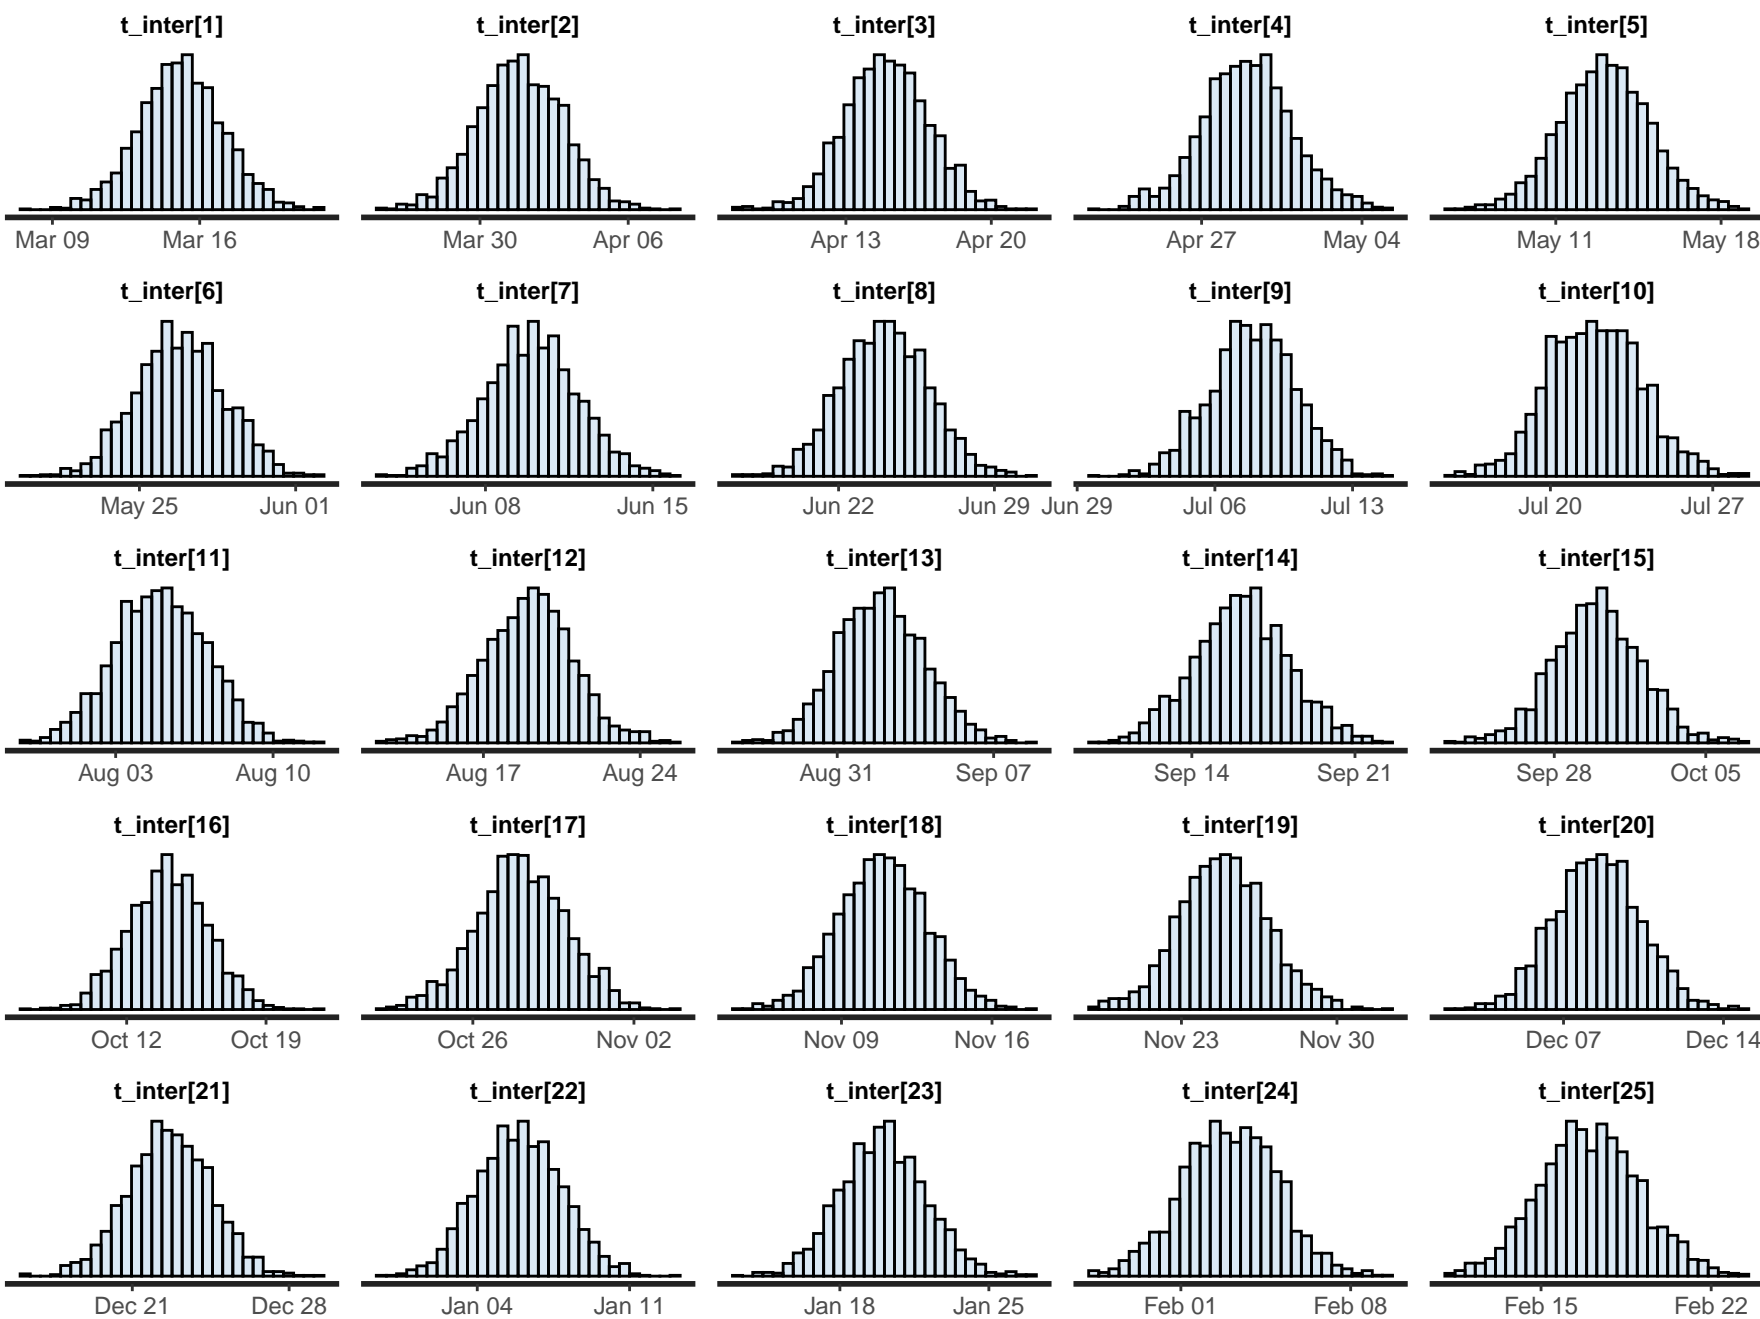 t_inter[1] t_inter[2] t_inter[3] t_inter[4] t_inter[5]
Mar 09 Mar 16 Mar 30 Apr 06 Apr 13 Apr 20 Apr 27 May 04 May 11 May 18
t_inter[6] t_inter[7] t_inter[8] t_inter[9] t_inter[10]
May 25 Jun 01 Jun 08 Jun 15 Jun 22 Jun 29 Jun 29 Jul 06 Jul 13 Jul 20 Jul 27
t_inter[11] t_inter[12] t_inter[13] t_inter[14] t_inter[15]
Aug 03 Aug 10 Aug 17 Aug 24 Aug 31 Sep 07 Sep 14 Sep 21 Sep 28 Oct 05
t_inter[16] t_inter[17] t_inter[18] t_inter[19] t_inter[20]
Oct 12 Oct 19 Oct 26 Nov 02 Nov 09 Nov 16 Nov 23 Nov 30 Dec 07 Dec 14
t_inter[21] t_inter[22] t_inter[23] t_inter[24] t_inter[25]
Dec 21 Dec 28 Jan 04 Jan 11 Jan 18 Jan 25 Feb 01 Feb 08 Feb 15 Feb 22